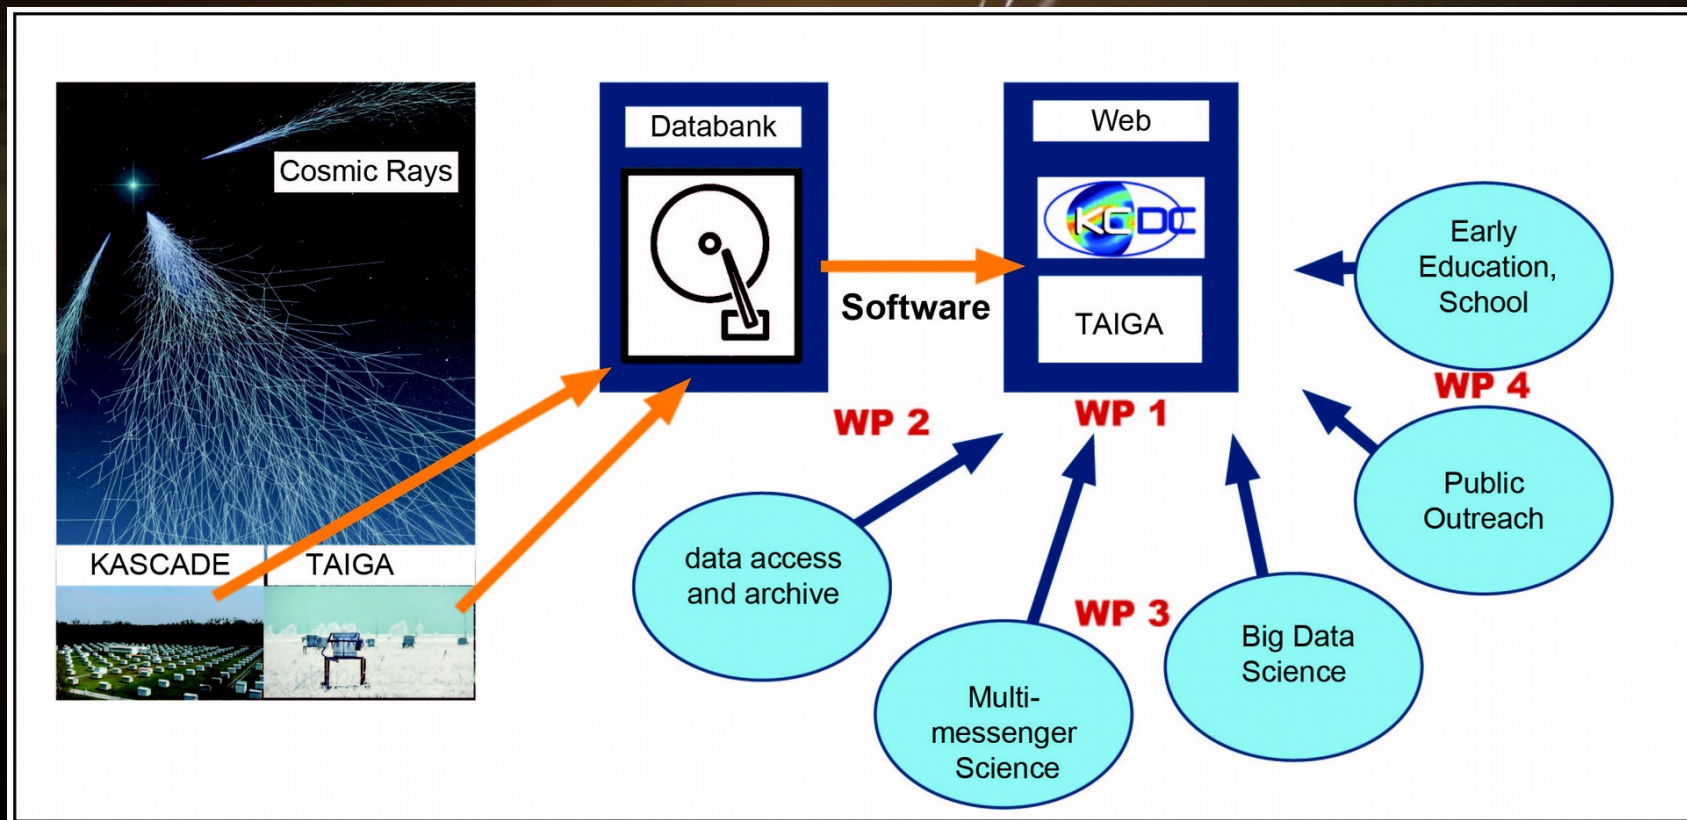 Cosmic Rays
KASCADE
TAIGA
Databank
Software
Web
KCDC
TAIGA
WP 2
WP 1
WP 3
WP 4
data access
and archive
Multi-
messenger
Science
Big Data
Science
Early
Education,
School
Public
Outreach